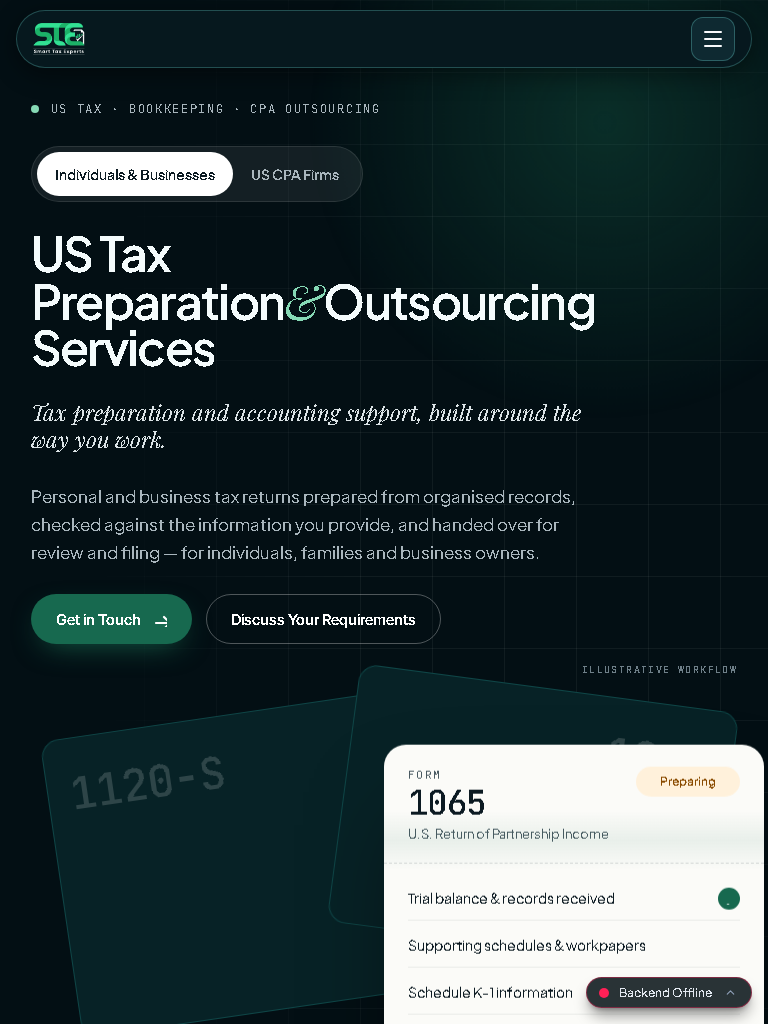 STE
Smart Tax Experts
US TAX · BOOKKEEPING · CPA OUTSOURCING
Individuals & Businesses
US CPA Firms
US Tax
Preparation&Outsourcing
Services
Tax preparation and accounting support, built around the
way you work.
Personal and business tax returns prepared from organised records,
checked against the information you provide, and handed over for
review and filing — for individuals, families and business owners.
Get in Touch →
Discuss Your Requirements
ILLUSTRATIVE WORKFLOW
1120-S
FORM
1065
Preparing
U.S. Return of Partnership Income
Trial balance & records received
Supporting schedules & workpapers
Schedule K-1 information
Backend Offline